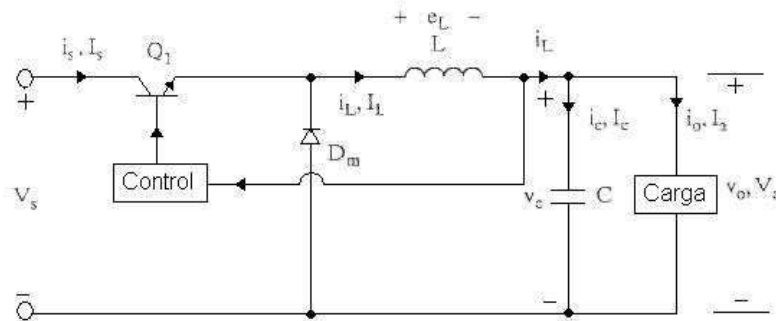 + e_L −
L
i_s, I_s
Q_1
i_L
+
i_L, I_L
+
+
i_c, I_c
i_o, I_a
D_m
Control
V_s
v_c
C
Carga
v_o, V_a
−
−
−